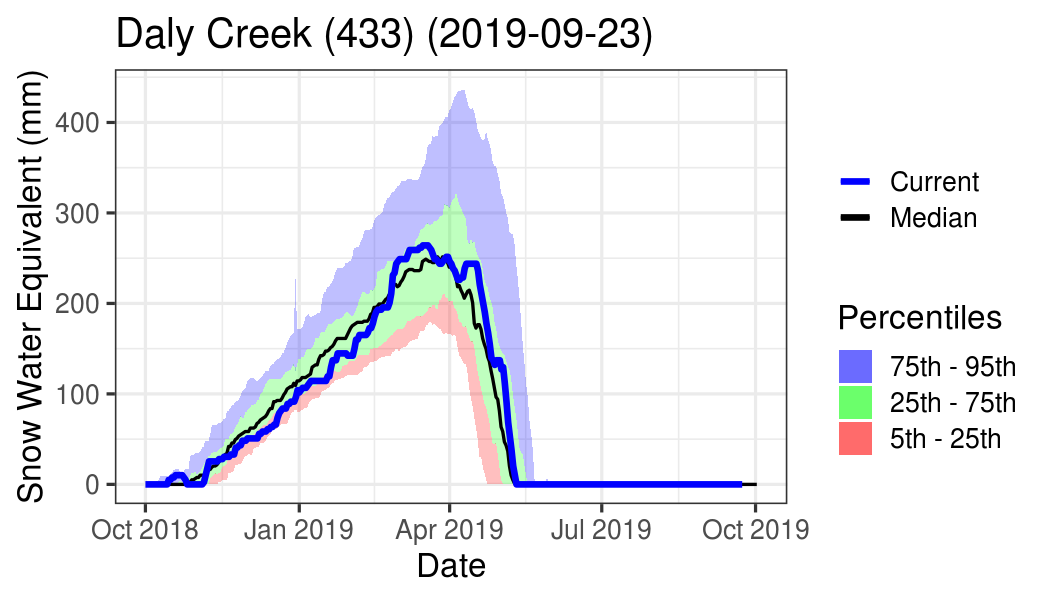 Daly Creek (433) (2019-09-23)
Snow Water Equivalent (mm)
400
300
200
100
0
Oct 2018 Jan 2019 Apr 2019 Jul 2019 Oct 2019
Date
Current
Median
Percentiles
75th - 95th
25th - 75th
5th - 25th